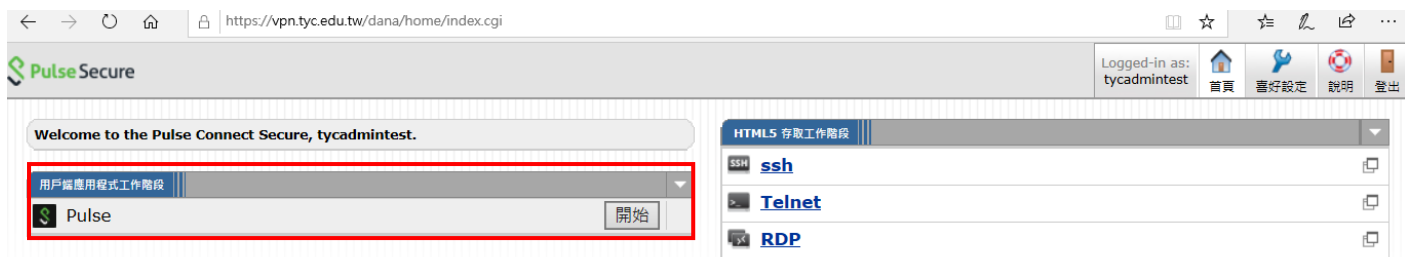 https://vpn.tyc.edu.tw/dana/home/index.cgi
Pulse Secure
Logged-in as:
tycadmintest
首頁
喜好設定
說明
登出
Welcome to the Pulse Connect Secure, tycadmintest.
用戶端應用程式工作階段
Pulse
開始
HTML5 存取工作階段
SSH ssh
Telnet
RDP